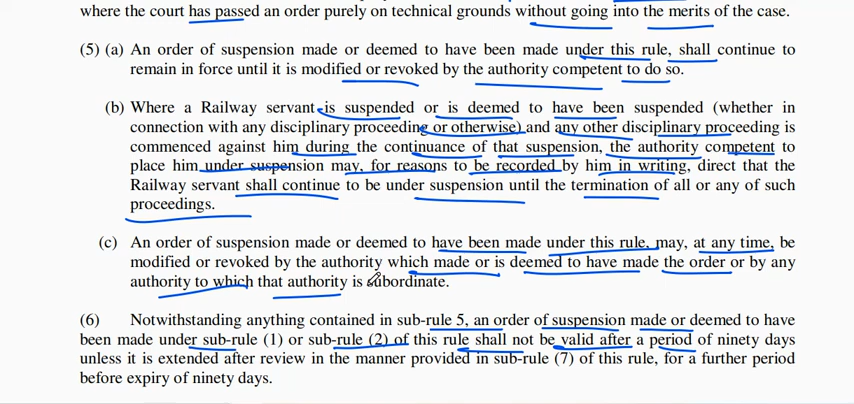 where the court has passed an order purely on technical grounds without going into the merits of the case.
(5) (a) An order of suspension made or deemed to have been made under this rule, shall continue to
remain in force until it is modified or revoked by the authority competent to do so.
(b) Where a Railway servant is suspended or is deemed to have been suspended (whether in
connection with any disciplinary proceeding or otherwise) and any other disciplinary proceeding is
commenced against him during the continuance of that suspension, the authority competent to
place him under suspension may, for reasons to be recorded by him in writing, direct that the
Railway servant shall continue to be under suspension until the termination of all or any of such
proceedings.
(c) An order of suspension made or deemed to have been made under this rule, may, at any time, be
modified or revoked by the authority which made or is deemed to have made the order or by any
authority to which that authority is subordinate.
(6) Notwithstanding anything contained in sub-rule 5, an order of suspension made or deemed to have
been made under sub-rule (1) or sub-rule (2) of this rule shall not be valid after a period of ninety days
unless it is extended after review in the manner provided in sub-rule (7) of this rule, for a further period
before expiry of ninety days.